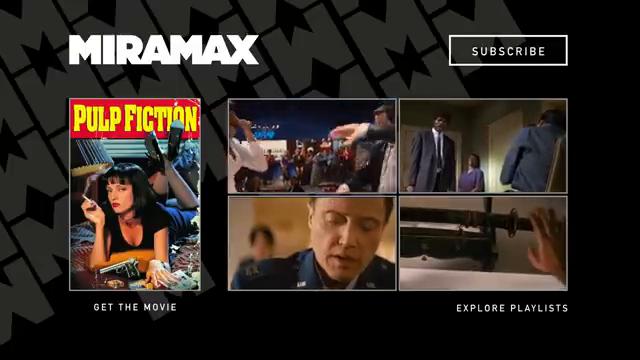 MIRAMAX
SUBSCRIBE
PULP FICTION
GET THE MOVIE
EXPLORE PLAYLISTS